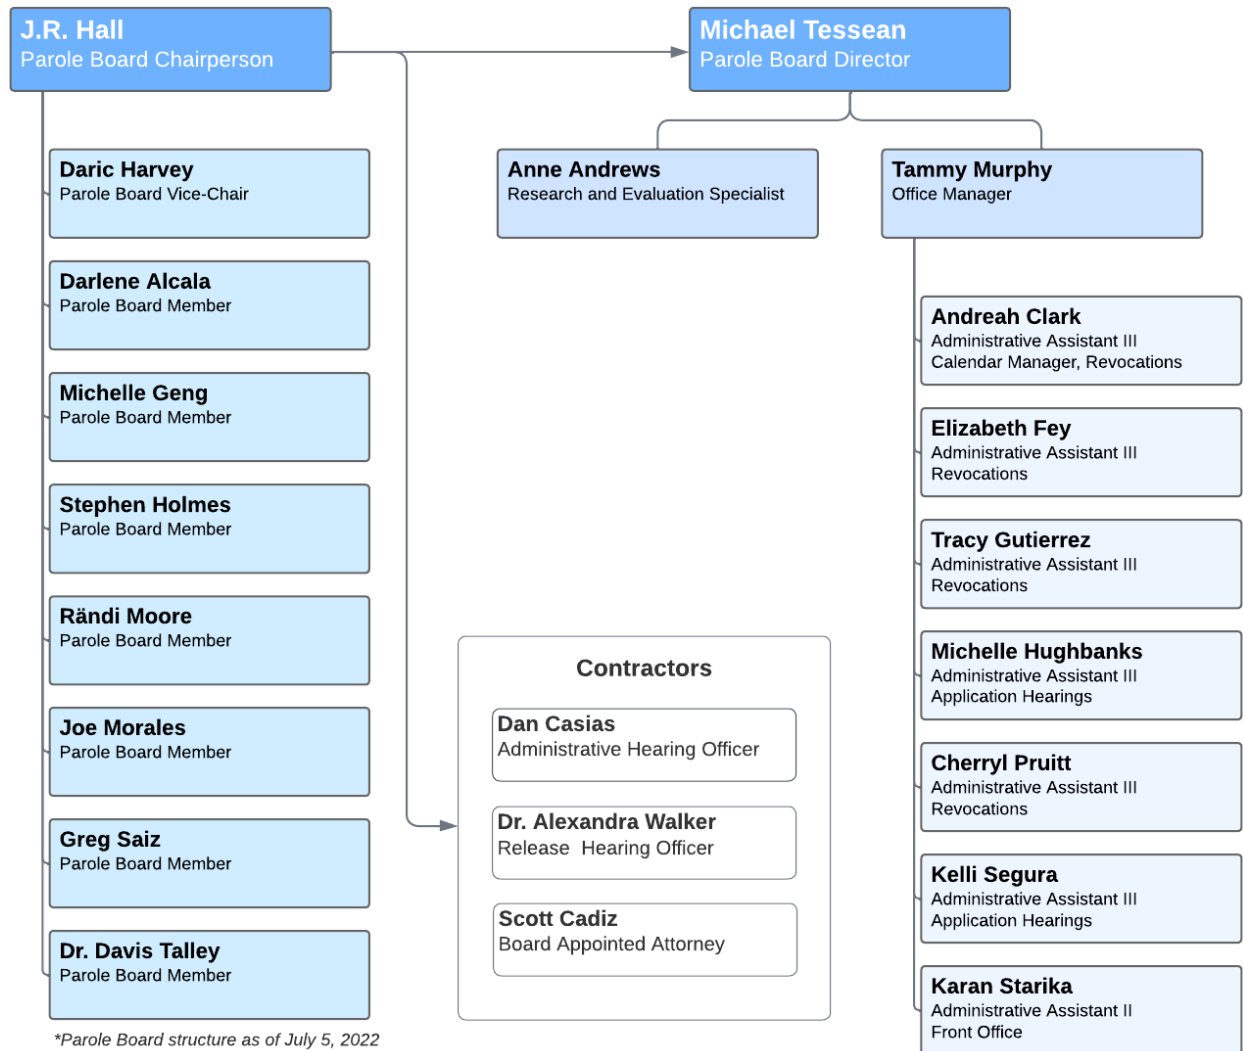 J.R. Hall
Parole Board Chairperson
Michael Tessean
Parole Board Director
Daric Harvey
Parole Board Vice-Chair
Darlene Alcala
Parole Board Member
Michelle Geng
Parole Board Member
Stephen Holmes
Parole Board Member
Rändi Moore
Parole Board Member
Joe Morales
Parole Board Member
Greg Saiz
Parole Board Member
Dr. Davis Talley
Parole Board Member
*Parole Board structure as of July 5, 2022
Anne Andrews
Research and Evaluation Specialist
Contractors
Dan Casias
Administrative Hearing Officer
Dr. Alexandra Walker
Release  Hearing Officer
Scott Cadiz
Board Appointed Attorney
Tammy Murphy
Office Manager
Andreah Clark
Administrative Assistant III
Calendar Manager, Revocations
Elizabeth Fey
Administrative Assistant III
Revocations
Tracy Gutierrez
Administrative Assistant III
Revocations
Michelle Hughbanks
Administrative Assistant III
Application Hearings
Cherryl Pruitt
Administrative Assistant III
Revocations
Kelli Segura
Administrative Assistant III
Application Hearings
Karan Starika
Administrative Assistant II
Front Office